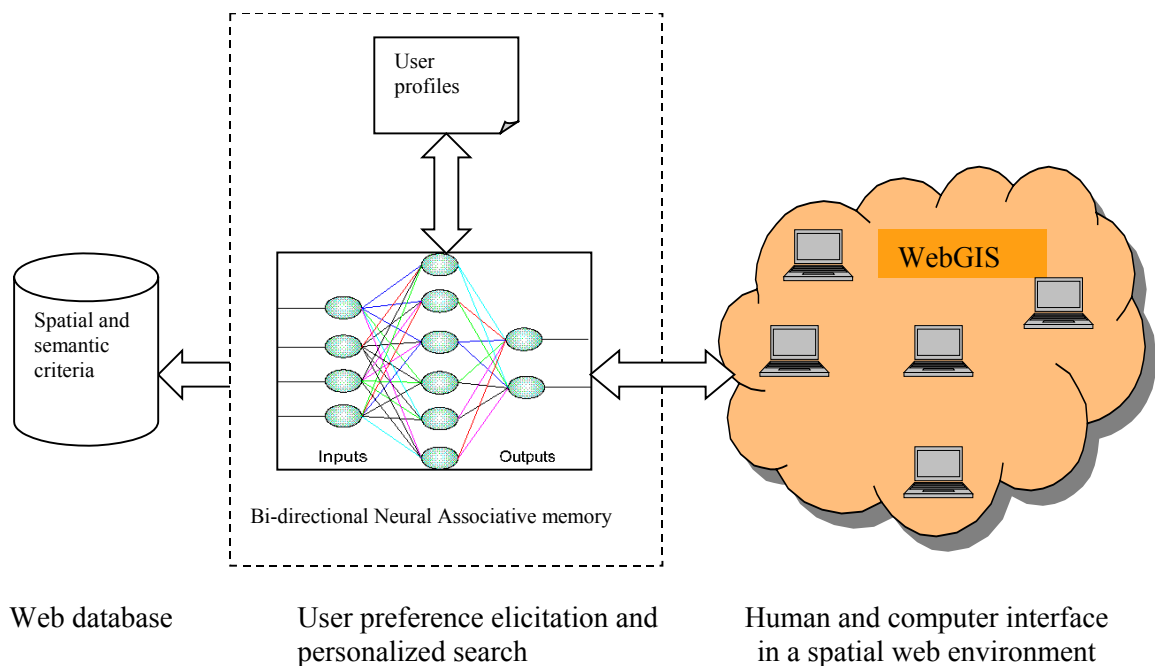 User
profiles
WebGIS
Spatial and
semantic
criteria
Inputs
Outputs
Bi-directional Neural Associative memory
Web database
User preference elicitation and
personalized search
Human and computer interface
in a spatial web environment